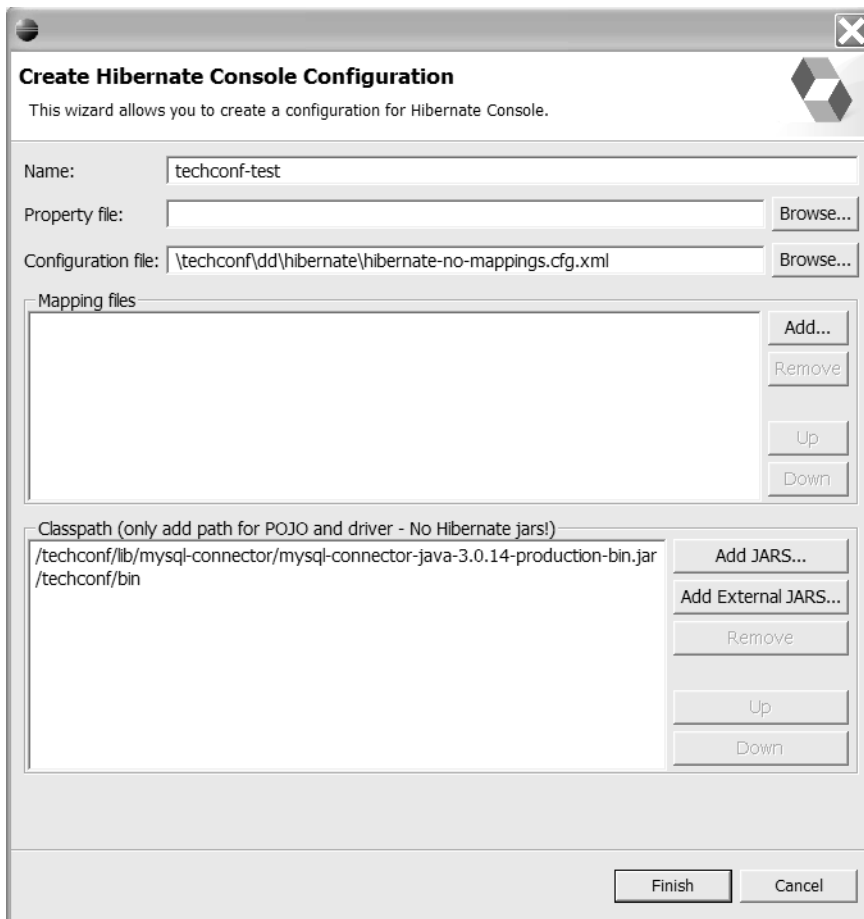 Create Hibernate Console Configuration
This wizard allows you to create a configuration for Hibernate Console.
Name: techconf-test
Property file: Browse...
Configuration file: \techconf\dd\hibernate\hibernate-no-mappings.cfg.xml Browse...
Mapping files
Add...
Remove
Up
Down
Classpath (only add path for POJO and driver - No Hibernate jars!)
/techconf/lib/mysql-connector/mysql-connector-java-3.0.14-production-bin.jar Add JARS...
/techconf/bin
Add External JARS...
Remove
Up
Down
Finish Cancel